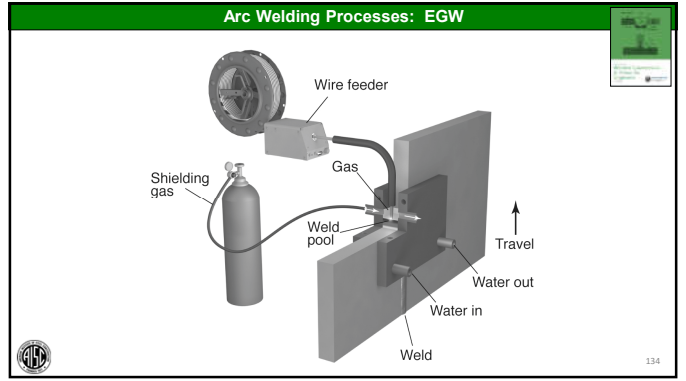 Arc Welding Processes: EGW
Wire feeder
Shielding
gas
Gas
Weld
pool
Travel
Water out
Water in
Weld
134